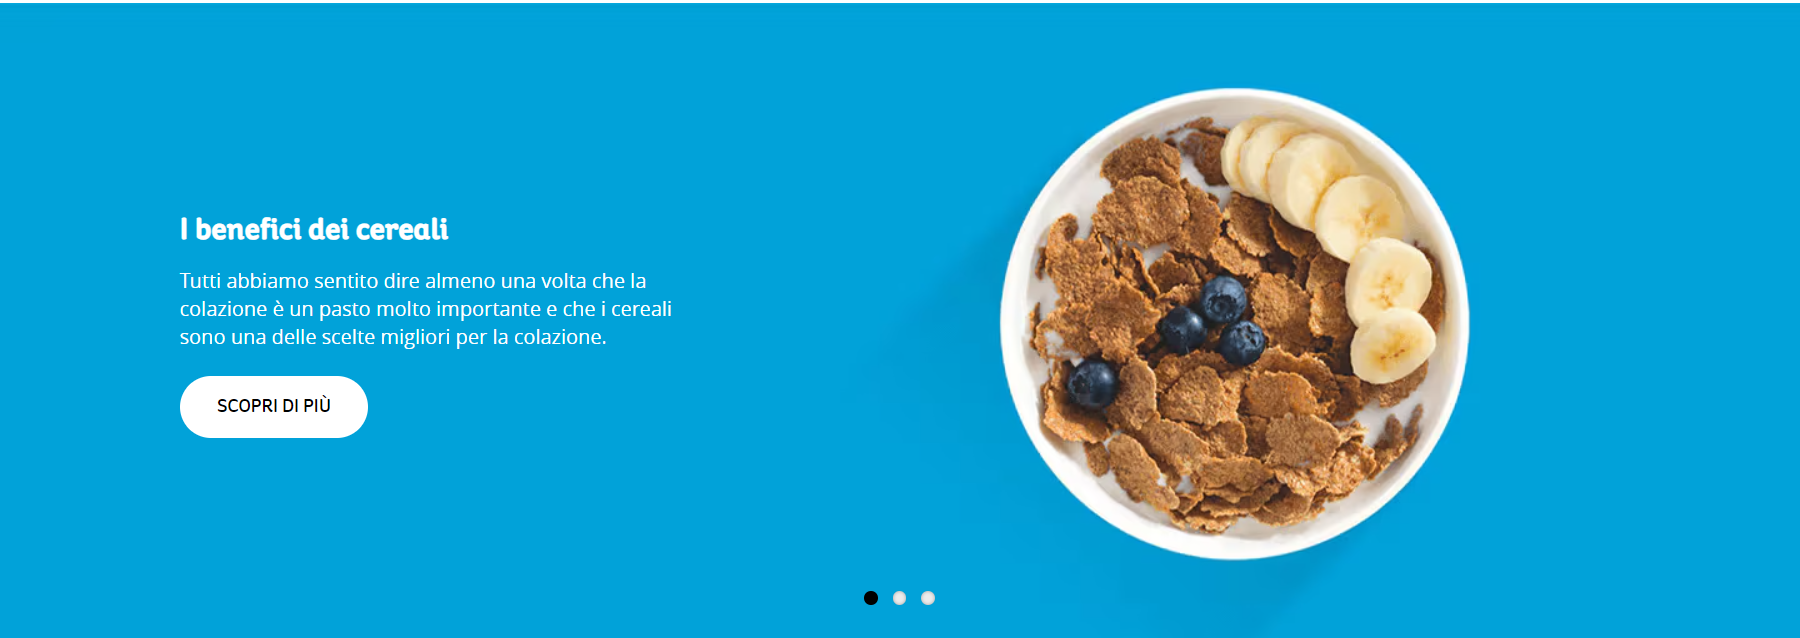 I benefici dei cereali
Tutti abbiamo sentito dire almeno una volta che la
colazione è un pasto molto importante e che i cereali
sono una delle scelte migliori per la colazione.
SCOPRI DI PIÙ